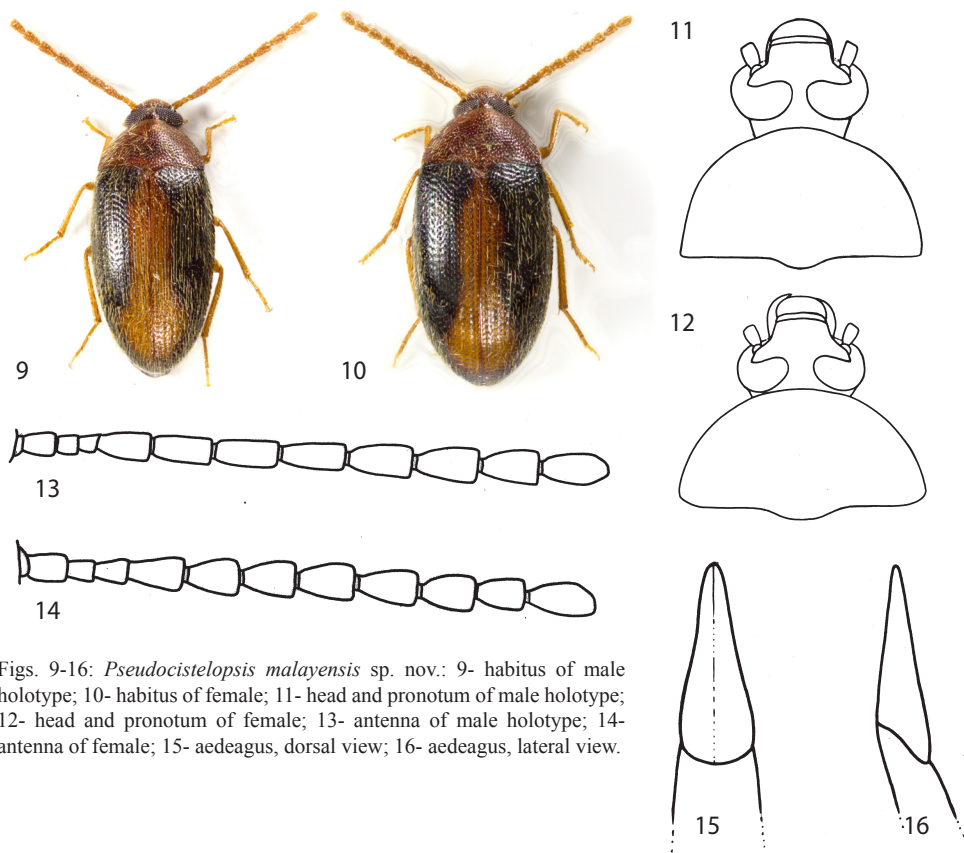 9
10
11
12
13
14
Figs. 9-16: Pseudocistelopsis malayensis sp. nov.: 9- habitus of male
holotype; 10- habitus of female; 11- head and pronotum of male holotype;
12- head and pronotum of female; 13- antenna of male holotype; 14-
antenna of female; 15- aedeagus, dorsal view; 16- aedeagus, lateral view.
15
16